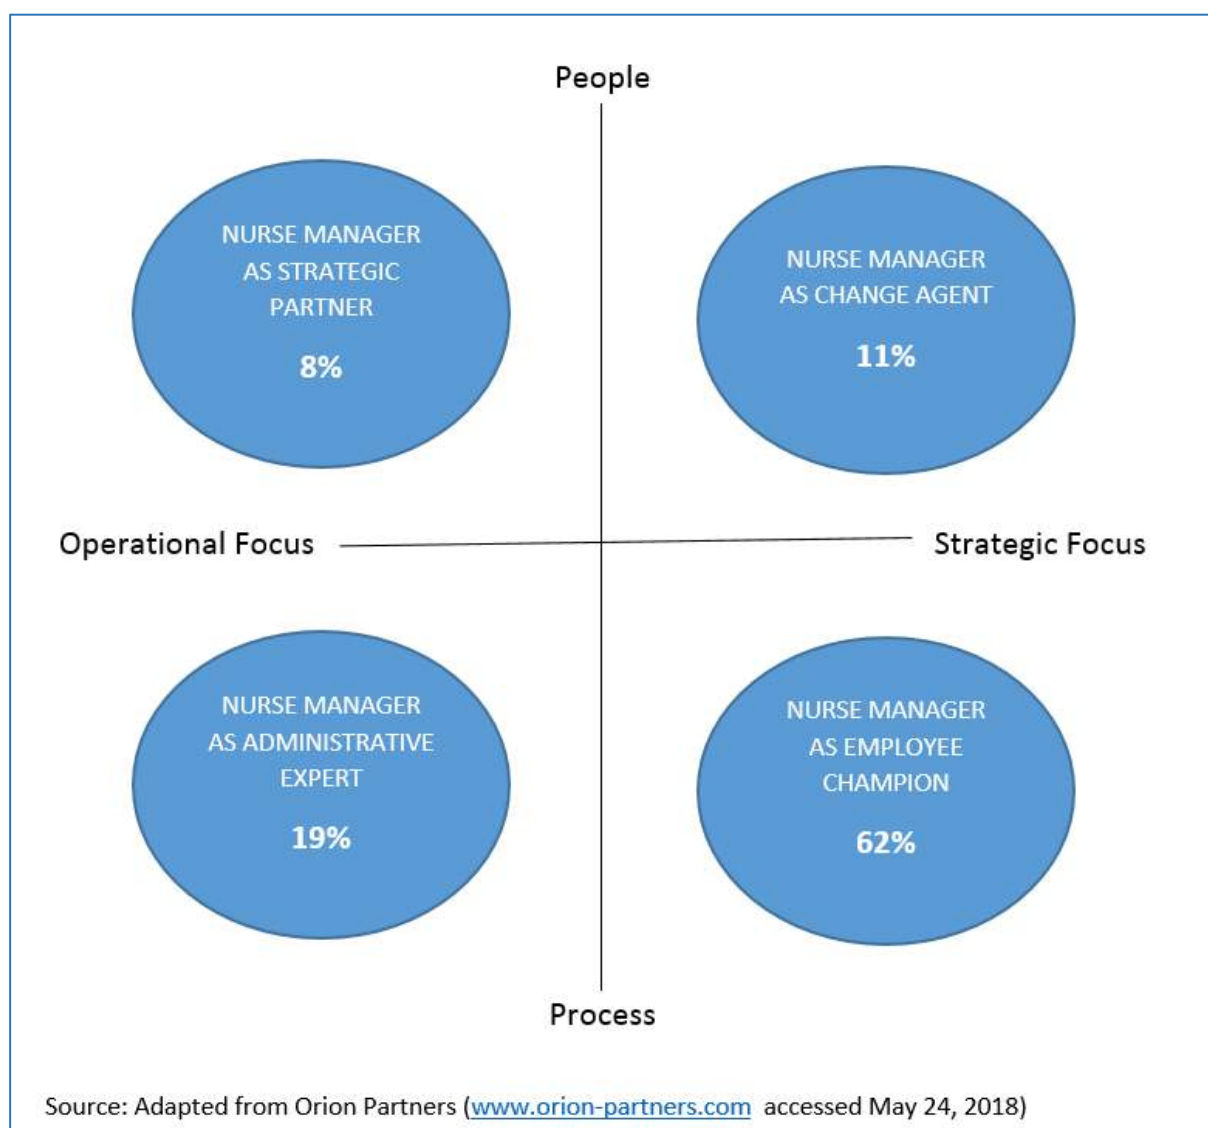 People
NURSE MANAGER
AS STRATEGIC
PARTNER
8%
NURSE MANAGER
AS CHANGE AGENT
11%
Operational Focus
Strategic Focus
NURSE MANAGER
AS ADMINISTRATIVE
EXPERT
19%
NURSE MANAGER
AS EMPLOYEE
CHAMPION
62%
Process
Source: Adapted from Orion Partners (www.orion-partners.com accessed May 24, 2018)